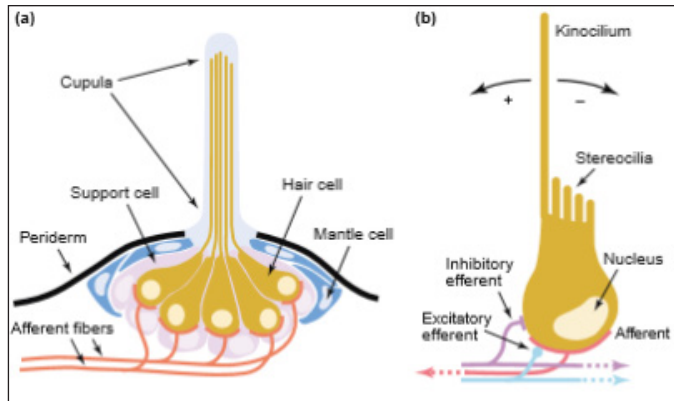 (a)
Cupula
Support cell
Hair cell
Periderm
Mantle cell
Afferent fibers
(b)
Kinocilium
+
−
Stereocilia
Nucleus
Inhibitory
efferent
Excitatory
efferent
Afferent